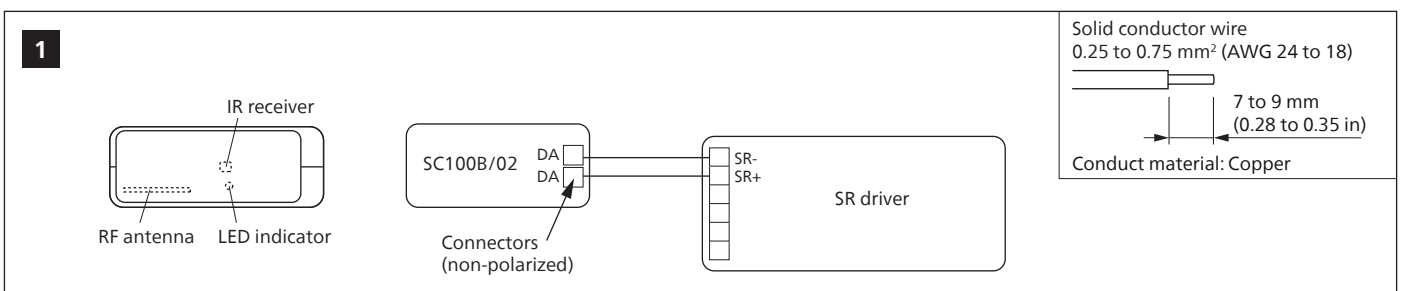 1
Solid conductor wire
0.25 to 0.75 mm² (AWG 24 to 18)
7 to 9 mm
(0.28 to 0.35 in)
Conduct material: Copper
IR receiver
RF antenna
LED indicator
SC100B/02
DA
DA
Connectors
(non-polarized)
SR-
SR+
SR driver